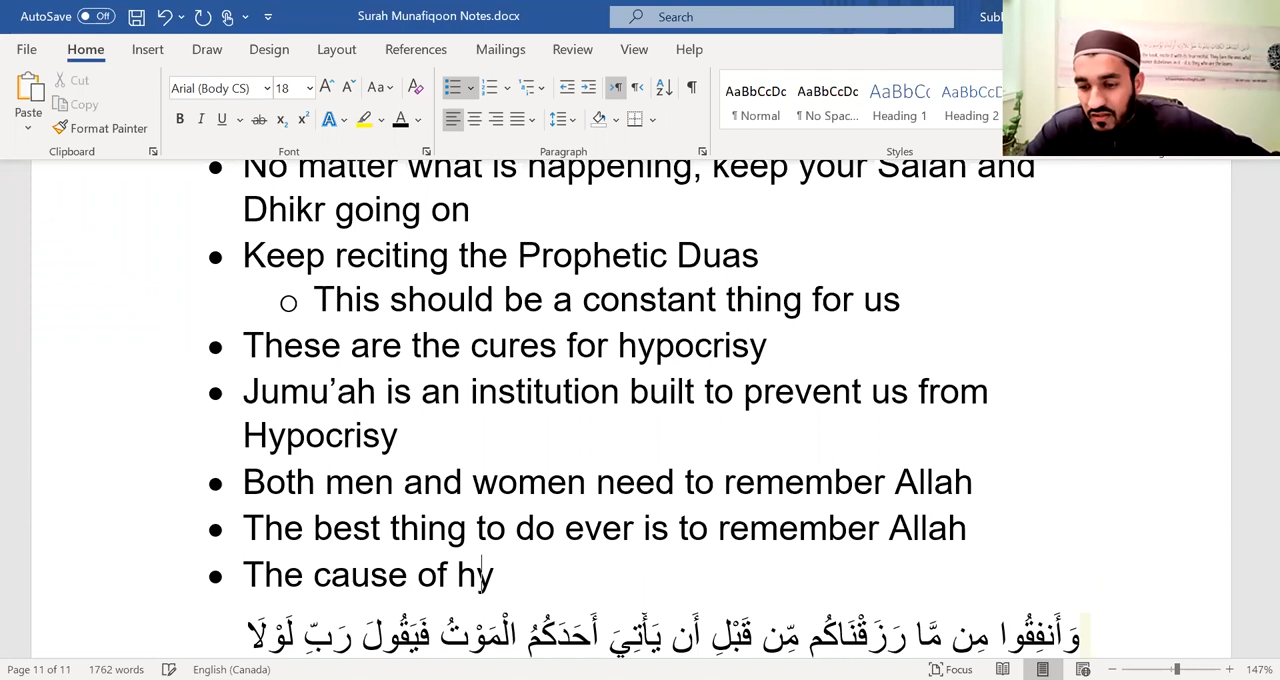 AutoSave Off Surah Munafiqoon Notes.docx Search
File Home Insert Draw Design Layout References Mailings Review View Help
Cut
Copy
Paste
Format Painter
Arial (Body CS) 18
AaBbCcDc AaBbCcDc AaBbC AaBbCcD
¶ Normal ¶ No Spac... Heading 1 Heading 2
Clipboard Font Paragraph Styles
• No matter what is happening, keep your Salah and
Dhikr going on
• Keep reciting the Prophetic Duas
o This should be a constant thing for us
• These are the cures for hypocrisy
• Jumu’ah is an institution built to prevent us from
Hypocrisy
• Both men and women need to remember Allah
• The best thing to do ever is to remember Allah
• The cause of hy
وَأَنفِقُوا مِن مَّا رَزَقْنَاكُم مِّن قَبْلِ أَن يَأْتِيَ أَحَدَكُمُ الْمَوْتُ فَيَقُولَ رَبِّ لَوْلَا
Page 11 of 11 1762 words English (Canada) Focus 147%